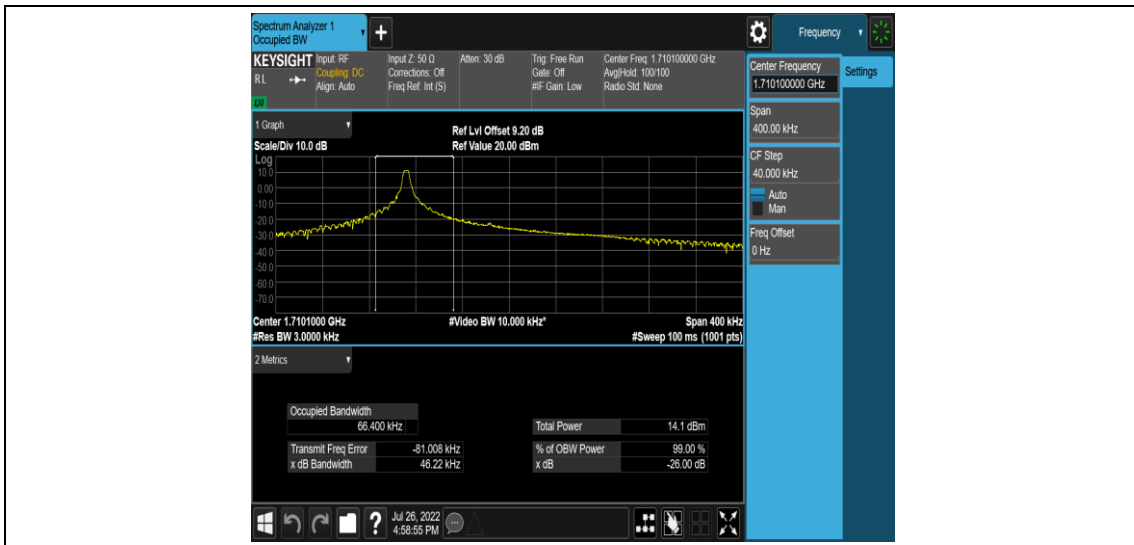 Spectrum Analyzer 1
Occupied BW
Frequency
KEYSIGHT
RL
Input: RF
Coupling: DC
Align: Auto
Input Z: 50 Ω
Corrections: Off
Freq Ref: Int (S)
Atten: 30 dB
Trig: Free Run
Gate: Off
#IF Gain: Low
Center Freq: 1.710100000 GHz
Avg|Hold: 100/100
Radio Std: None
Center Frequency
1.710100000 GHz
Settings
Span
400.00 kHz
CF Step
40.000 kHz
Auto
Man
Freq Offset
0 Hz
1 Graph
Scale/Div 10.0 dB
Ref Lvl Offset 9.20 dB
Ref Value 20.00 dBm
Log
10.0
0.00
-10.0
-20.0
-30.0
-40.0
-50.0
-60.0
-70.0
Center 1.7101000 GHz
#Video BW 10.000 kHz*
Span 400 kHz
#Res BW 3.0000 kHz
#Sweep 100 ms (1001 pts)
2 Metrics
Occupied Bandwidth
66.400 kHz
Total Power 14.1 dBm
Transmit Freq Error -81.008 kHz
% of OBW Power 99.00 %
x dB Bandwidth 46.22 kHz
x dB -26.00 dB
Jul 26, 2022
4:58:55 PM